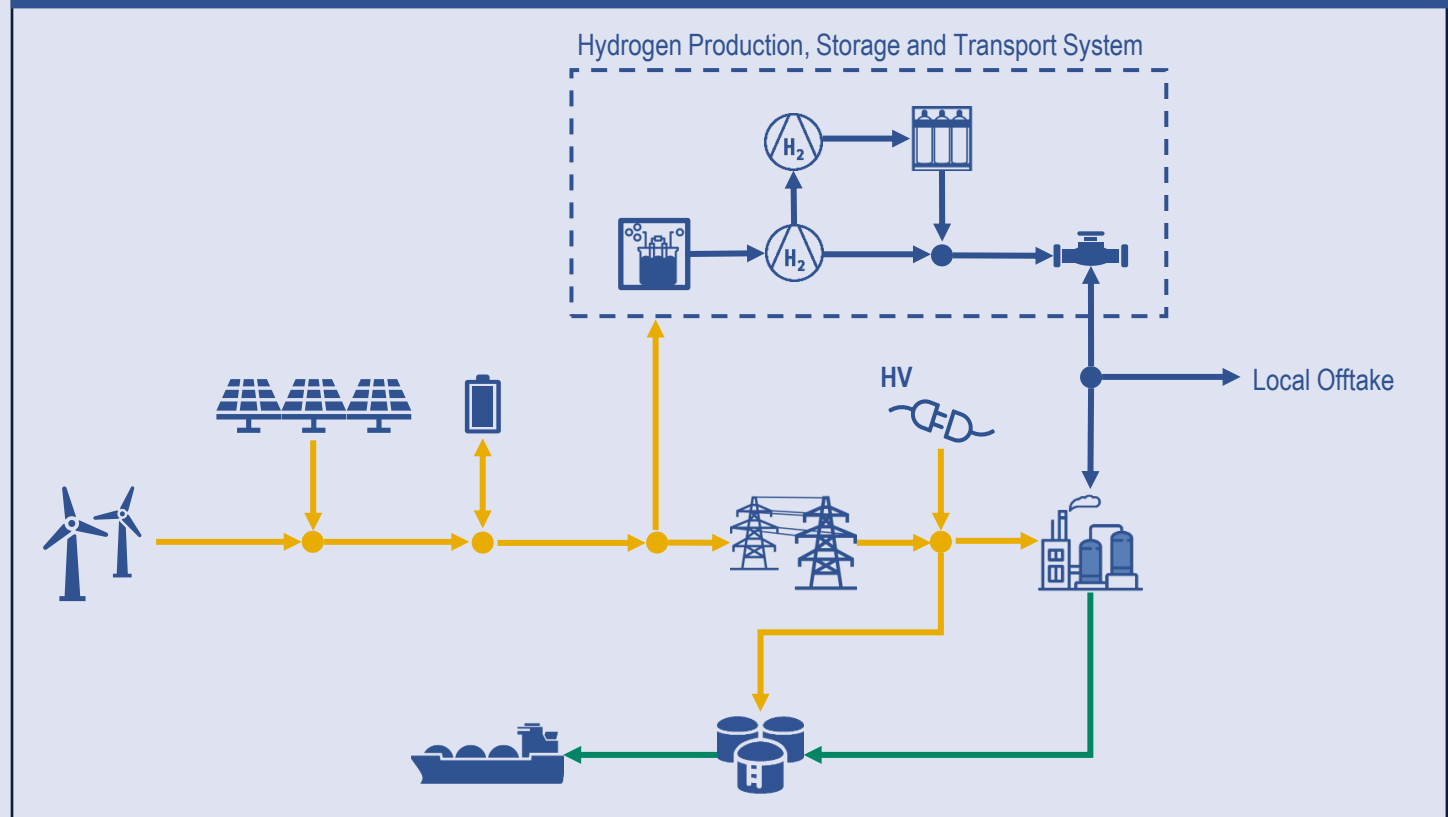 Hydrogen Production, Storage and Transport System
H₂
H₂
HV
Local Offtake